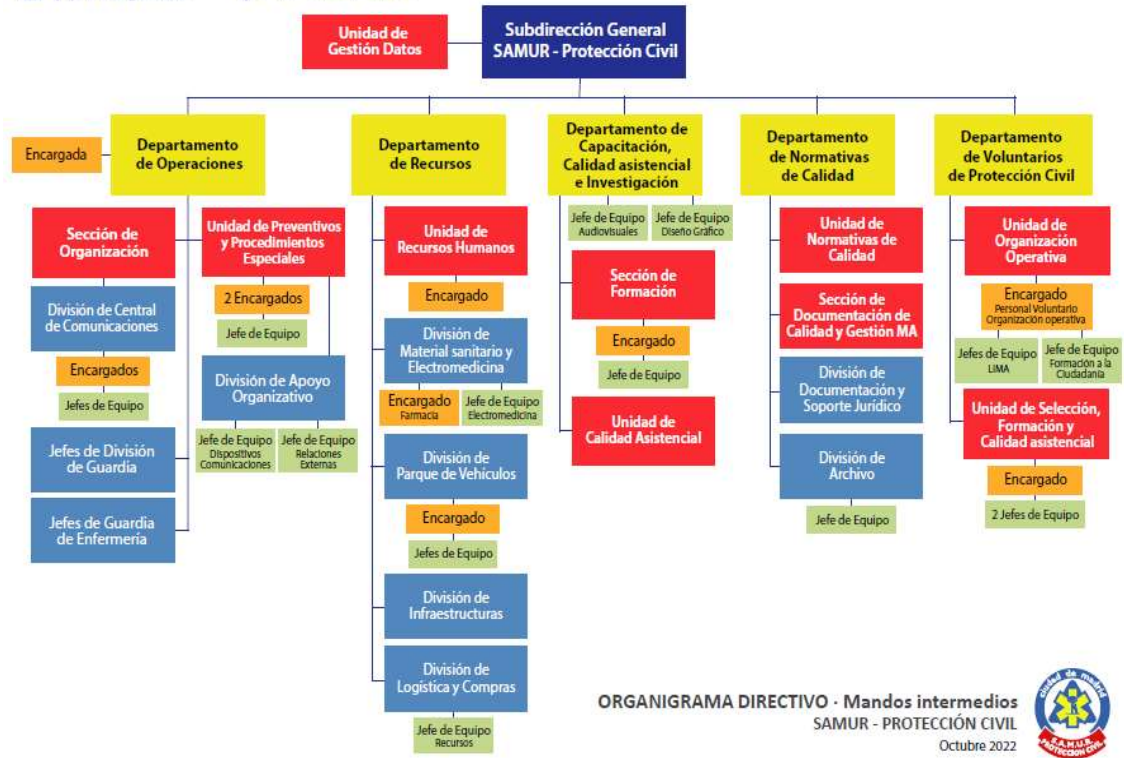 Unidad de
Gestión Datos
Subdirección General
SAMUR - Protección Civil
Encargada
Departamento
de Operaciones
Sección de
Organización
División de Central
de Comunicaciones
Encargados
Jefes de Equipo
Jefes de División
de Guardia
Jefes de Guardia
de Enfermería
Unidad de Preventivos
y Procedimientos
Especiales
2 Encargados
Jefe de Equipo
División de Apoyo
Organizativo
Jefe de Equipo
Dispositivos
Comunicaciones
Jefe de Equipo
Relaciones
Externas
Departamento
de Recursos
Unidad de
Recursos Humanos
Encargado
División de
Material sanitario y
Electromedicina
Encargado
Farmacia
Jefe de Equipo
Electromedicina
División de
Parque de Vehículos
Encargado
Jefes de Equipo
División de
Infraestructuras
División de
Logística y Compras
Jefe de Equipo
Recursos
Departamento de
Capacitación,
Calidad asistencial
e Investigación
Jefe de Equipo
Audiovisuales
Jefe de Equipo
Diseño Gráfico
Sección de
Formación
Encargado
Jefe de Equipo
Unidad de
Calidad Asistencial
Departamento
de Normativas
de Calidad
Unidad de
Normativas de
Calidad
Sección de
Documentación de
Calidad y Gestión MA
División de
Documentación y
Soporte Jurídico
División de
Archivo
Jefe de Equipo
Departamento
de Voluntarios
de Protección Civil
Unidad de
Organización
Operativa
Encargado
Personal Voluntario
Organización operativa
Jefes de Equipo
LIMA
Jefe de Equipo
Formación a la
Ciudadanía
Unidad de Selección,
Formación y
Calidad asistencial
Encargado
2 Jefes de Equipo
ORGANIGRAMA DIRECTIVO · Mandos intermedios
SAMUR - PROTECCIÓN CIVIL
Octubre 2022
ciudad de madrid
S.A.M.U.R.
PROTECCION CIVIL